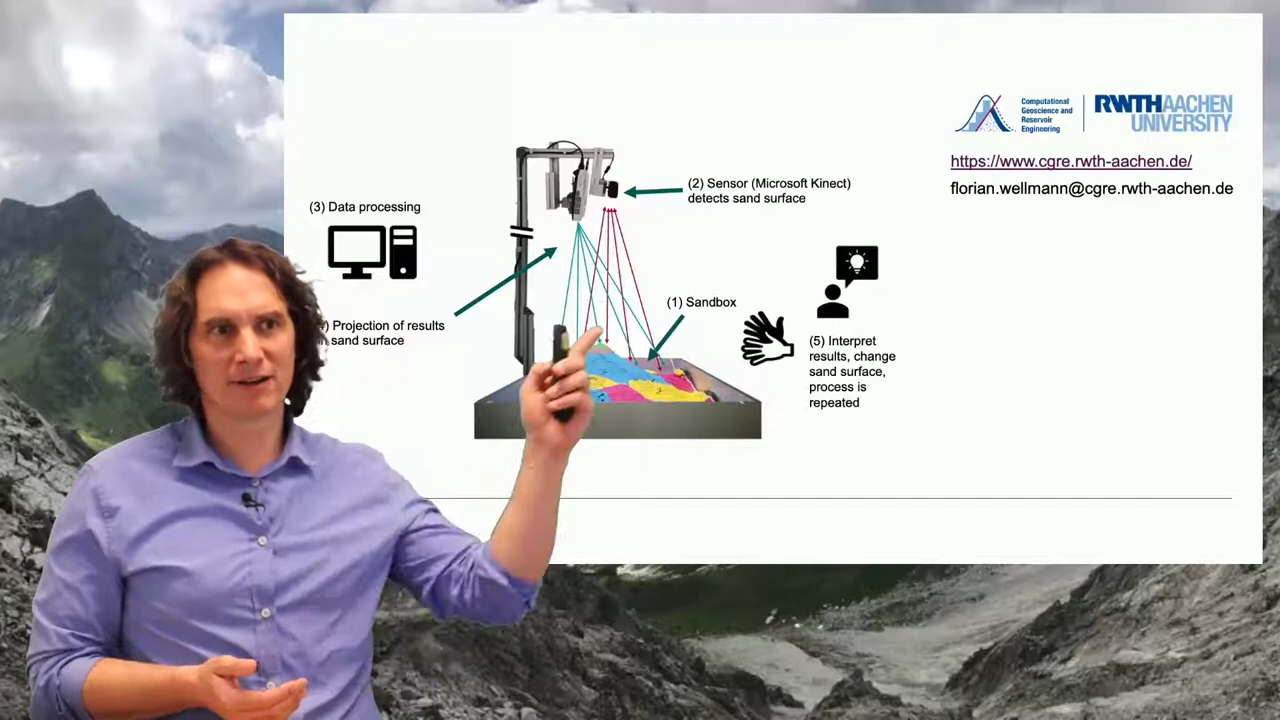 Computational
Geoscience and
Reservoir
Engineering
RWTHAACHEN
UNIVERSITY
https://www.cgre.rwth-aachen.de/
florian.wellmann@cgre.rwth-aachen.de
(2) Sensor (Microsoft Kinect)
detects sand surface
(3) Data processing
(1) Sandbox
) Projection of results
sand surface
(5) Interpret
results, change
sand surface,
process is
repeated